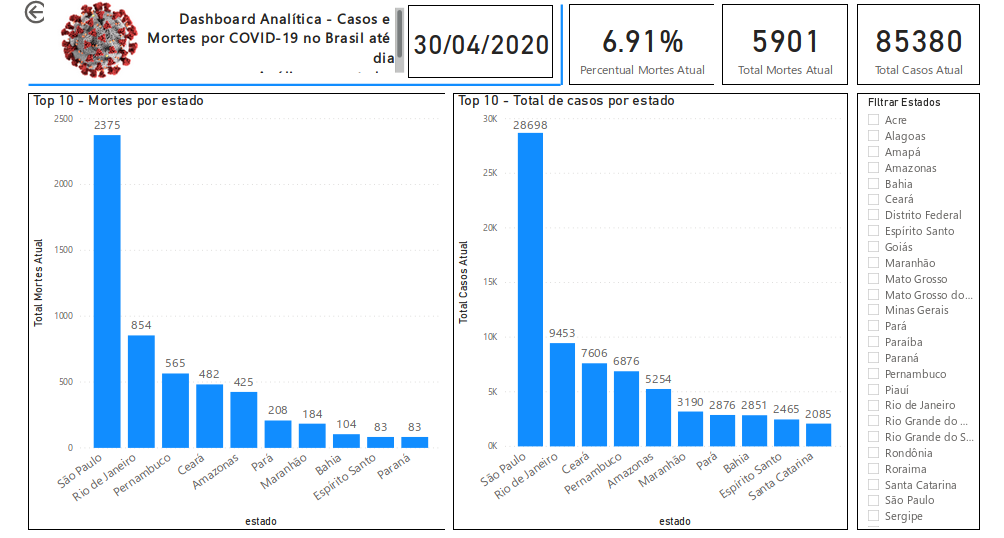 Dashboard Analítica - Casos e
Mortes por COVID-19 no Brasil até
dia
30/04/2020
6.91%
Percentual Mortes Atual
5901
Total Mortes Atual
85380
Total Casos Atual
Top 10 - Mortes por estado
Total Mortes Atual
2500
2000
1500
1000
500
0
2375
854
565
482
425
208
184
104
83
83
São Paulo
Rio de Janeiro
Pernambuco
Ceará
Amazonas
Pará
Maranhão
Bahia
Espírito Santo
Paraná
estado
Top 10 - Total de casos por estado
Total Casos Atual
30K
25K
20K
15K
10K
5K
0K
28698
9453
7606
6876
5254
3190
2876
2851
2465
2085
São Paulo
Rio de Janeiro
Ceará
Pernambuco
Amazonas
Maranhão
Pará
Bahia
Espírito Santo
Santa Catarina
estado
FIltrar Estados
Acre
Alagoas
Amapá
Amazonas
Bahia
Ceará
Distrito Federal
Espírito Santo
Goiás
Maranhão
Mato Grosso
Mato Grosso do...
Minas Gerais
Pará
Paraíba
Paraná
Pernambuco
Piauí
Rio de Janeiro
Rio Grande do ...
Rio Grande do S...
Rondônia
Roraima
Santa Catarina
São Paulo
Sergipe